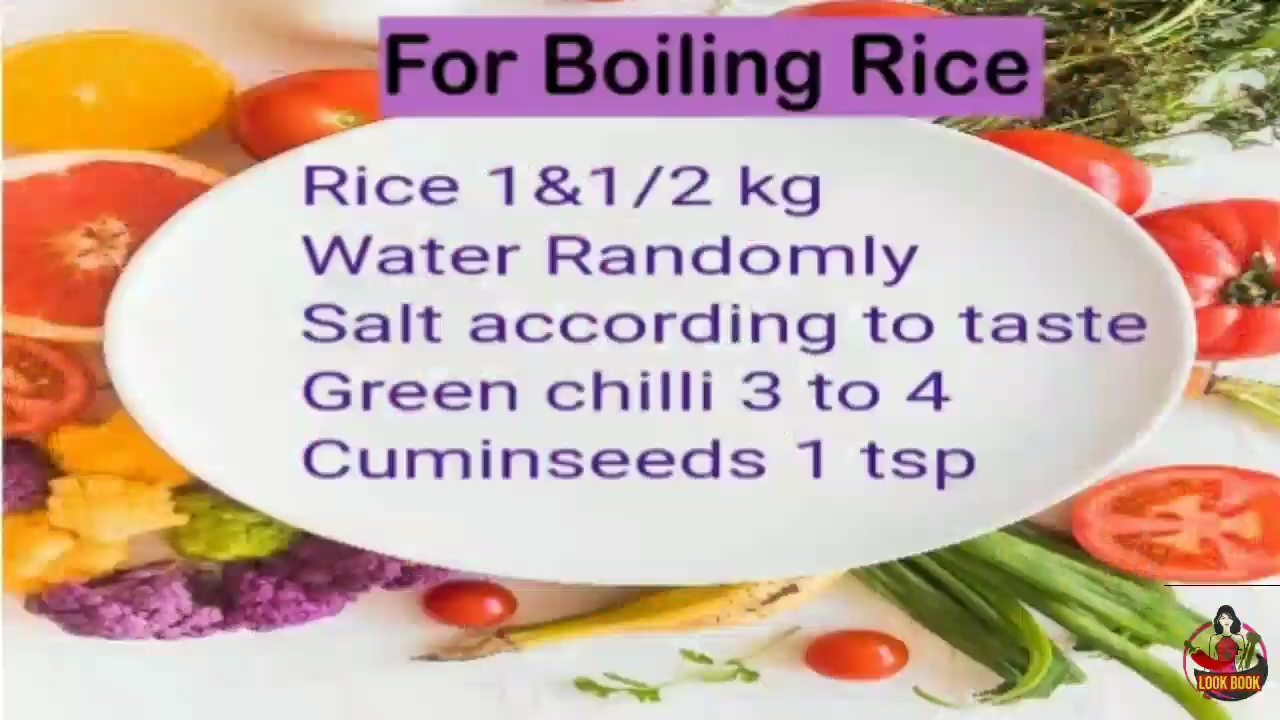 For Boiling Rice
Rice 1&1/2 kg
Water Randomly
Salt according to taste
Green chilli 3 to 4
Cuminseeds 1 tsp
LOOK BOOK